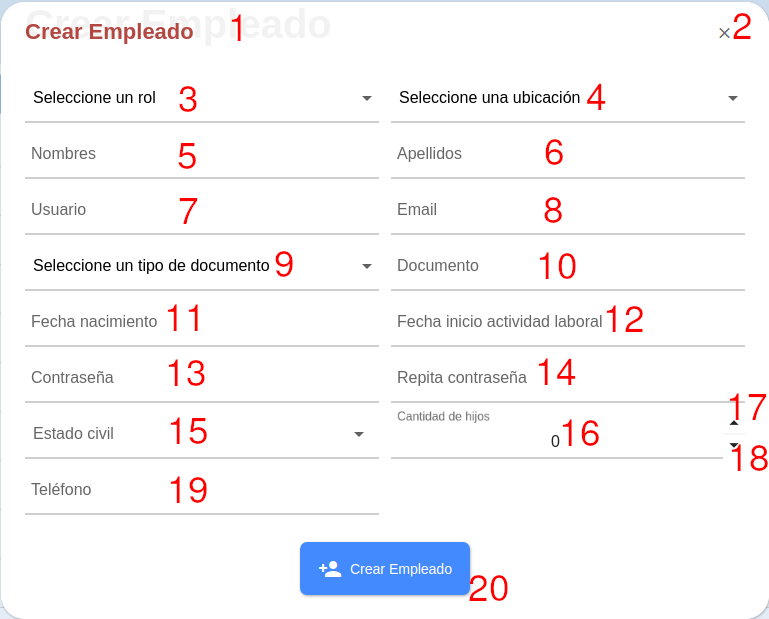 Crear Empleado
Crear Empleado 1 × 2
Seleccione un rol 3 Seleccione una ubicación 4
Nombres 5 Apellidos 6
Usuario 7 Email 8
Seleccione un tipo de documento 9 Documento 10
Fecha nacimiento 11 Fecha inicio actividad laboral 12
Contraseña 13 Repita contraseña 14
Estado civil 15 Cantidad de hijos 17
0 16 18
Teléfono 19
Crear Empleado 20